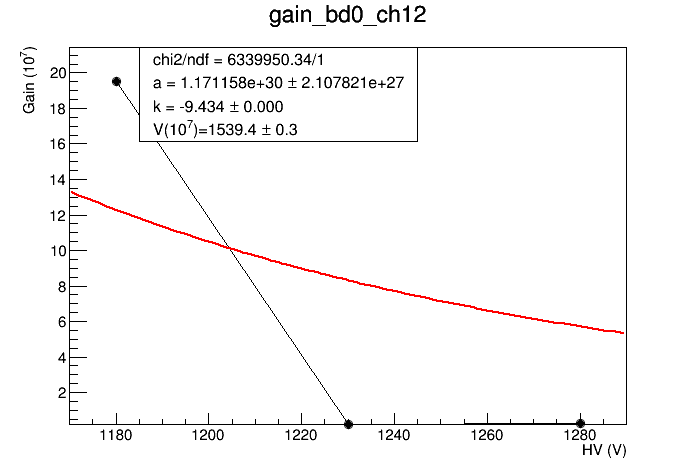 gain_bd0_ch12
chi2/ndf = 6339950.34/1
a = 1.171158e+30 ± 2.107821e+27
k = -9.434 ± 0.000
V(10⁷)=1539.4 ± 0.3
Gain (10⁷)
20
18
16
14
12
10
8
6
4
2
1180 1200 1220 1240 1260 1280
HV (V)